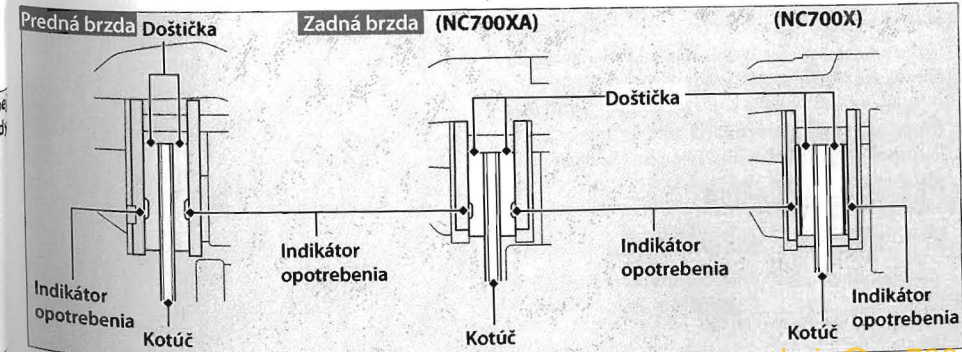 Predná brzda
Doštička
Zadná brzda (NC700XA)
(NC700X)
Doštička
Indikátor
opotrebenia
Indikátor
opotrebenia
Indikátor
opotrebenia
Indikátor
opotrebenia
Kotúč
Kotúč
Kotúč